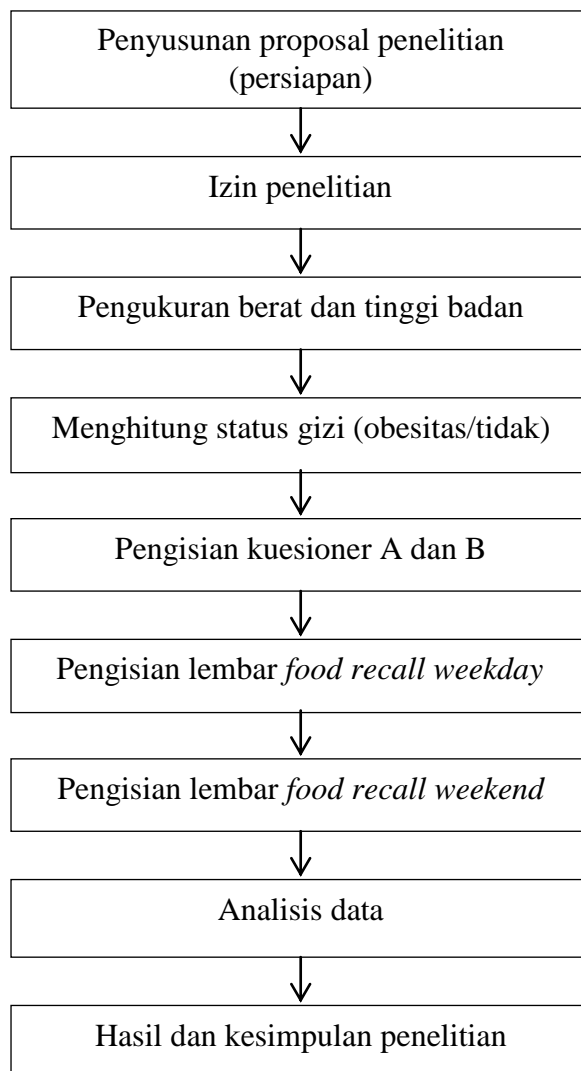 Penyusunan proposal penelitian
(persiapan)
Izin penelitian
Pengukuran berat dan tinggi badan
Menghitung status gizi (obesitas/tidak)
Pengisian kuesioner A dan B
Pengisian lembar food recall weekday
Pengisian lembar food recall weekend
Analisis data
Hasil dan kesimpulan penelitian